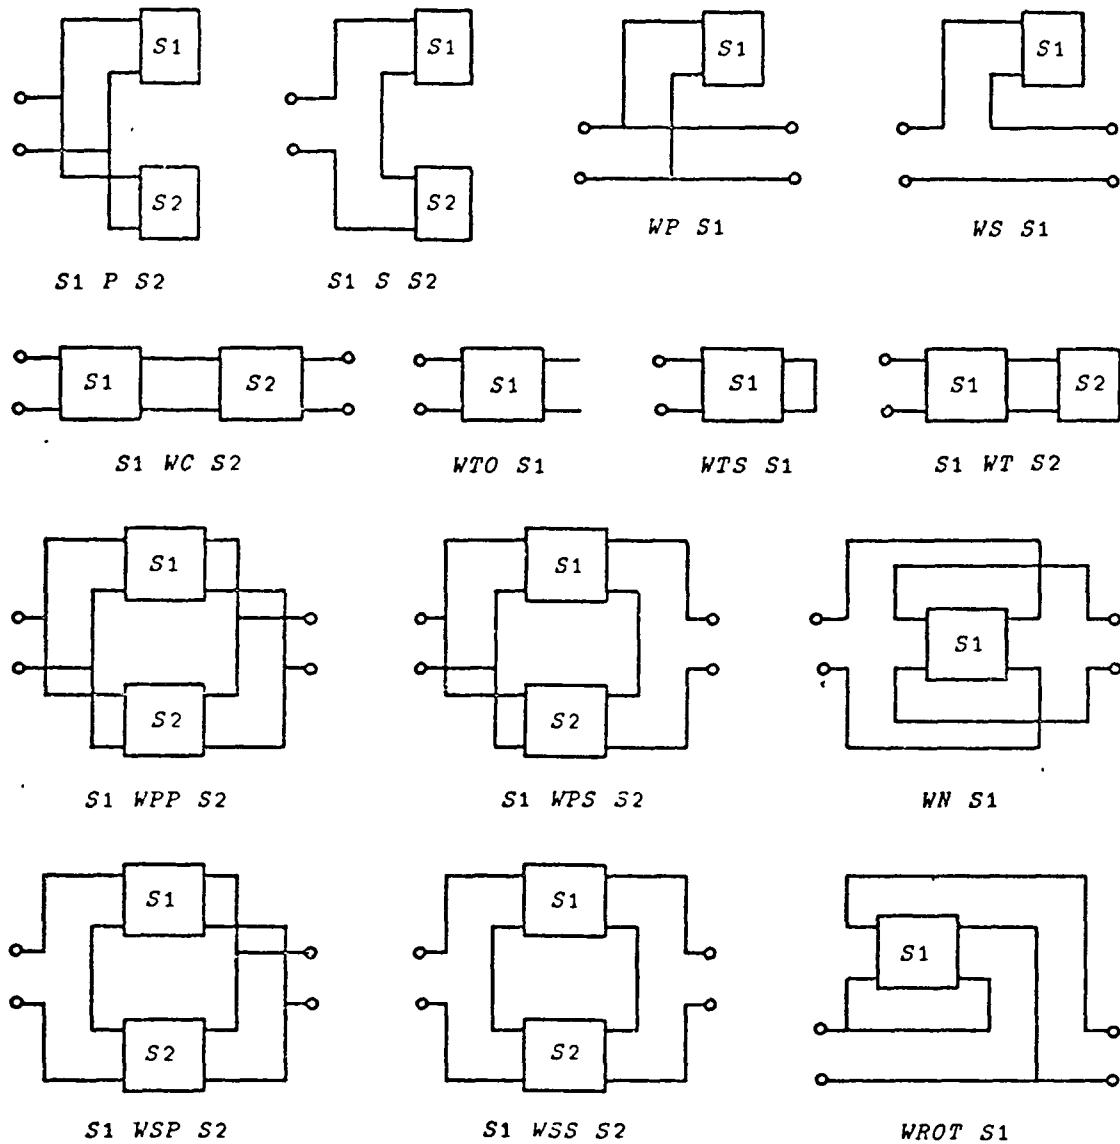 S1 S1 S1 S1
S2 S2
WP S1 WS S1
S1 P S2 S1 S S2
S1 S2 S1 S1 S1 S2
S1 WC S2 WTO S1 WTS S1 S1 WT S2
S1 S1
S1
S2 S2
S1 WPP S2 S1 WPS S2 WN S1
S1 S1
S1
S2 S2
S1 WSP S2 S1 WSS S2 WROT S1